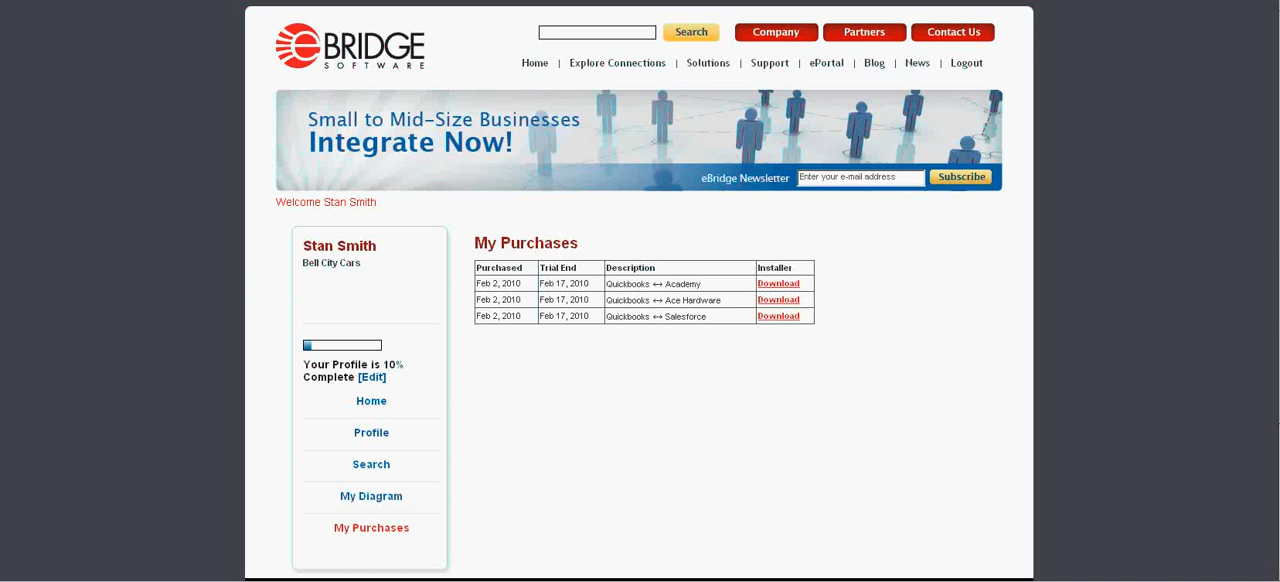 eBRIDGE
SOFTWARE
Search
Company
Partners
Contact Us
Home | Explore Connections | Solutions | Support | ePortal | Blog | News | Logout
Small to Mid-Size Businesses
Integrate Now!
eBridge Newsletter
Enter your e-mail address
Subscribe
Welcome Stan Smith
Stan Smith
Bell City Cars
Your Profile is 10%
Complete [Edit]
Home
Profile
Search
My Diagram
My Purchases
My Purchases
Purchased Trial End Description Installer
Feb 2, 2010 Feb 17, 2010 Quickbooks ↔ Academy Download
Feb 2, 2010 Feb 17, 2010 Quickbooks ↔ Ace Hardware Download
Feb 2, 2010 Feb 17, 2010 Quickbooks ↔ Salesforce Download